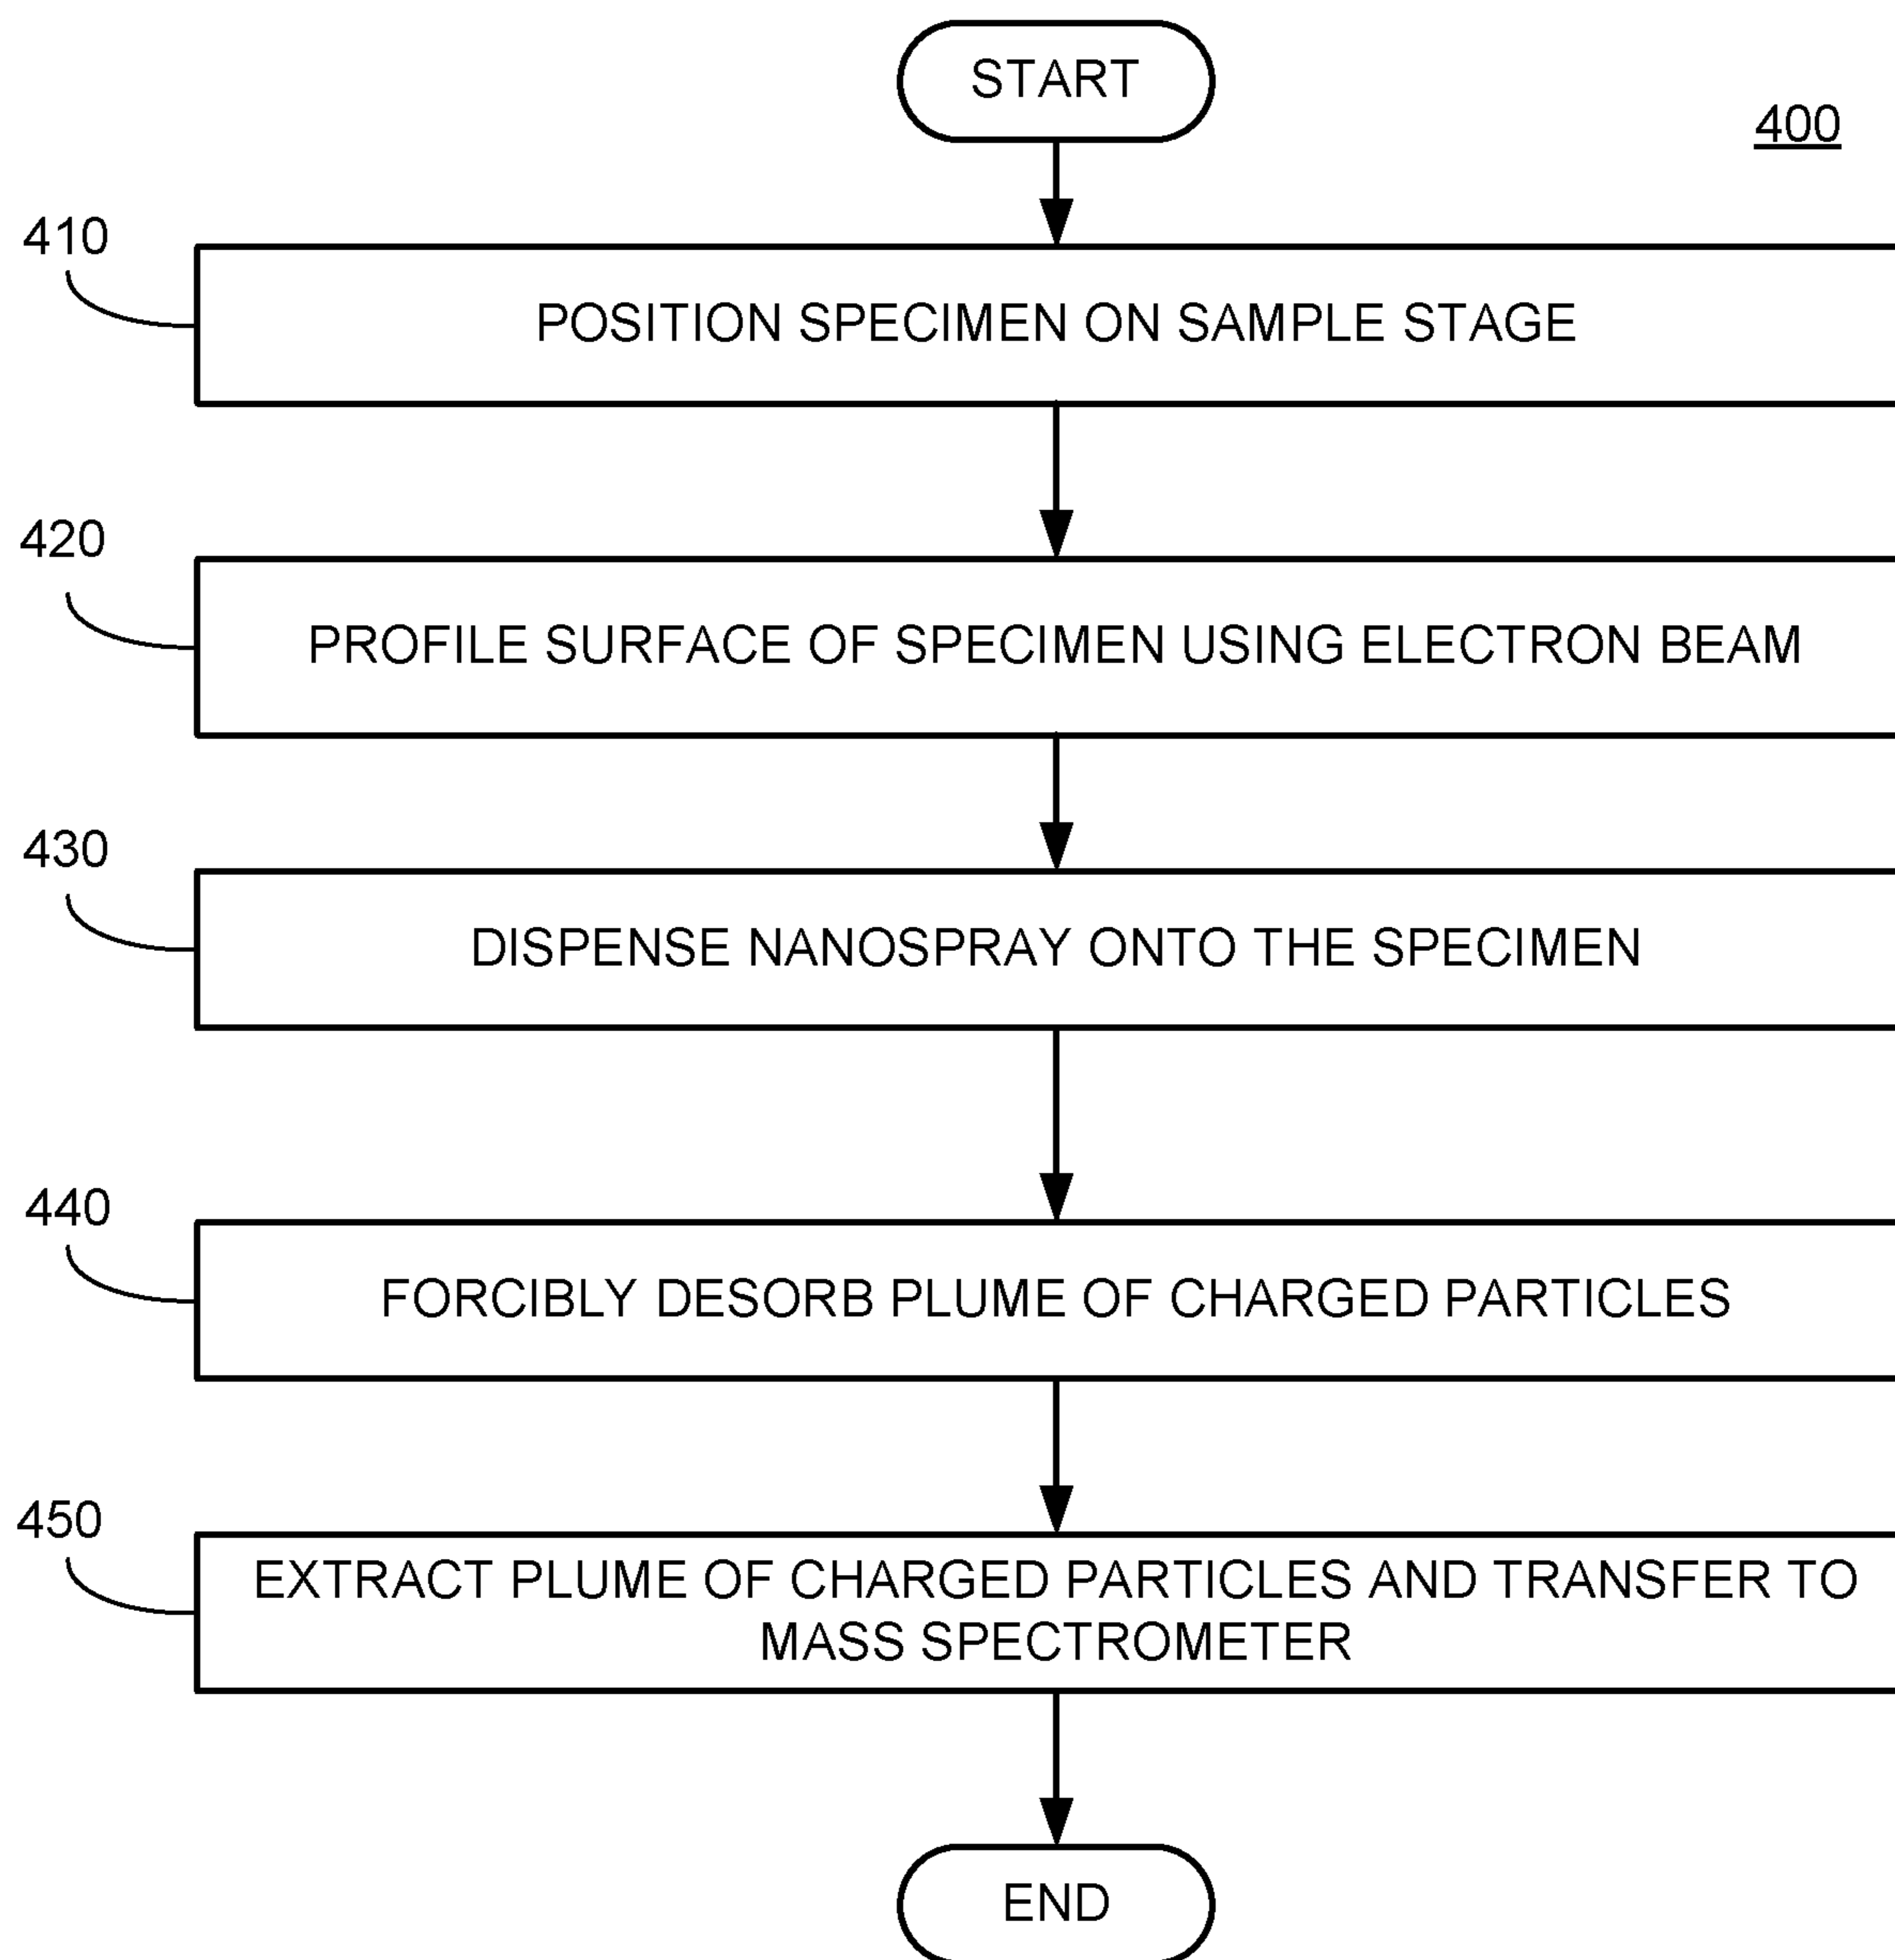 START
400
410
POSITION SPECIMEN ON SAMPLE STAGE
420
PROFILE SURFACE OF SPECIMEN USING ELECTRON BEAM
430
DISPENSE NANOSPRAY ONTO THE SPECIMEN
440
FORCIBLY DESORB PLUME OF CHARGED PARTICLES
450
EXTRACT PLUME OF CHARGED PARTICLES AND TRANSFER TO
MASS SPECTROMETER
END